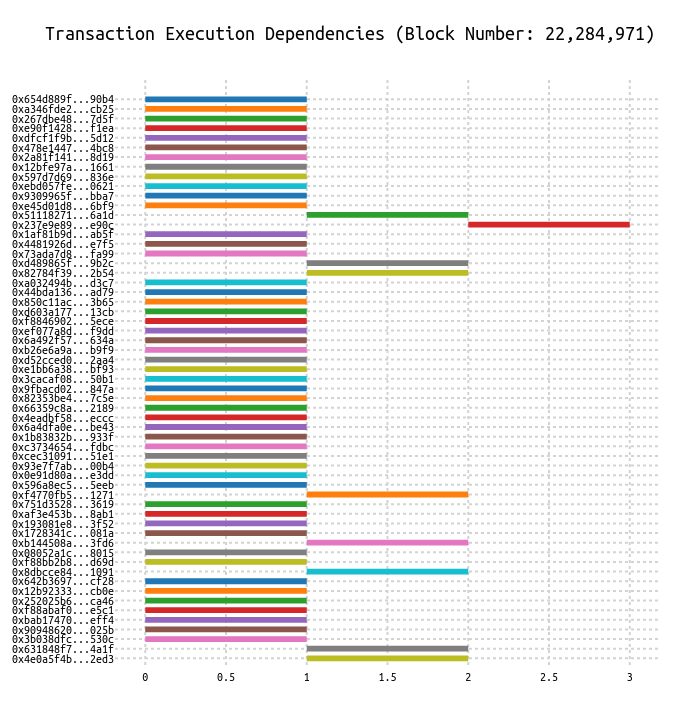 Transaction Execution Dependencies (Block Number: 22,284,971)
0x654d889f...90b4
0xa346fde2...cb25
0x267dbe48...7d5f
0xe90f1428...f1ea
0xdfcf1f9b...5d12
0x478e1447...4bc8
0x2a81f141...8d19
0x12bfe97a...1661
0x597d7d69...836e
0xebd057fe...0621
0x9309965f...bba7
0xe45d01d8...6bf9
0x51118271...6a1d
0x237e9e89...e90c
0x1af81b9d...ab5f
0x4481926d...e7f5
0x73ada7d8...fa99
0xd489865f...9b2c
0x82784f39...2b54
0xa032494b...d3c7
0x44bda136...ad79
0x850c11ac...3b65
0xd603a177...13cb
0xf8846902...5ece
0xef077a8d...f9dd
0x6a492f57...634a
0xb26e6a9a...b9f9
0xd52cced0...2aa4
0xe1bb6a38...bf93
0x3cacaf08...50b1
0x9fbacd02...847a
0x82353be4...7c5e
0x66359c8a...2189
0x4eadbf58...eccc
0x6a4dfa0e...be43
0x1b83832b...933f
0xc3734654...fdbc
0xcec31091...51e1
0x93e7f7ab...00b4
0x0e91d80a...e3dd
0x596a8ec5...5eeb
0xf4770fb5...1271
0x751d3528...3619
0xaf3e453b...8ab1
0x193081e8...3f52
0x1728341c...081a
0xb144508a...3fd6
0x08052a1c...8015
0xf88bb2b8...d69d
0x8dbcce84...1091
0x642b3697...cf28
0x12b92333...cb0e
0x252025b6...ca46
0xf88abaf0...e5c1
0xbab17470...eff4
0x90948620...025b
0x3b038dfc...530c
0x631848f7...4a1f
0x4e0a5f4b...2ed3
0 0.5 1 1.5 2 2.5 3